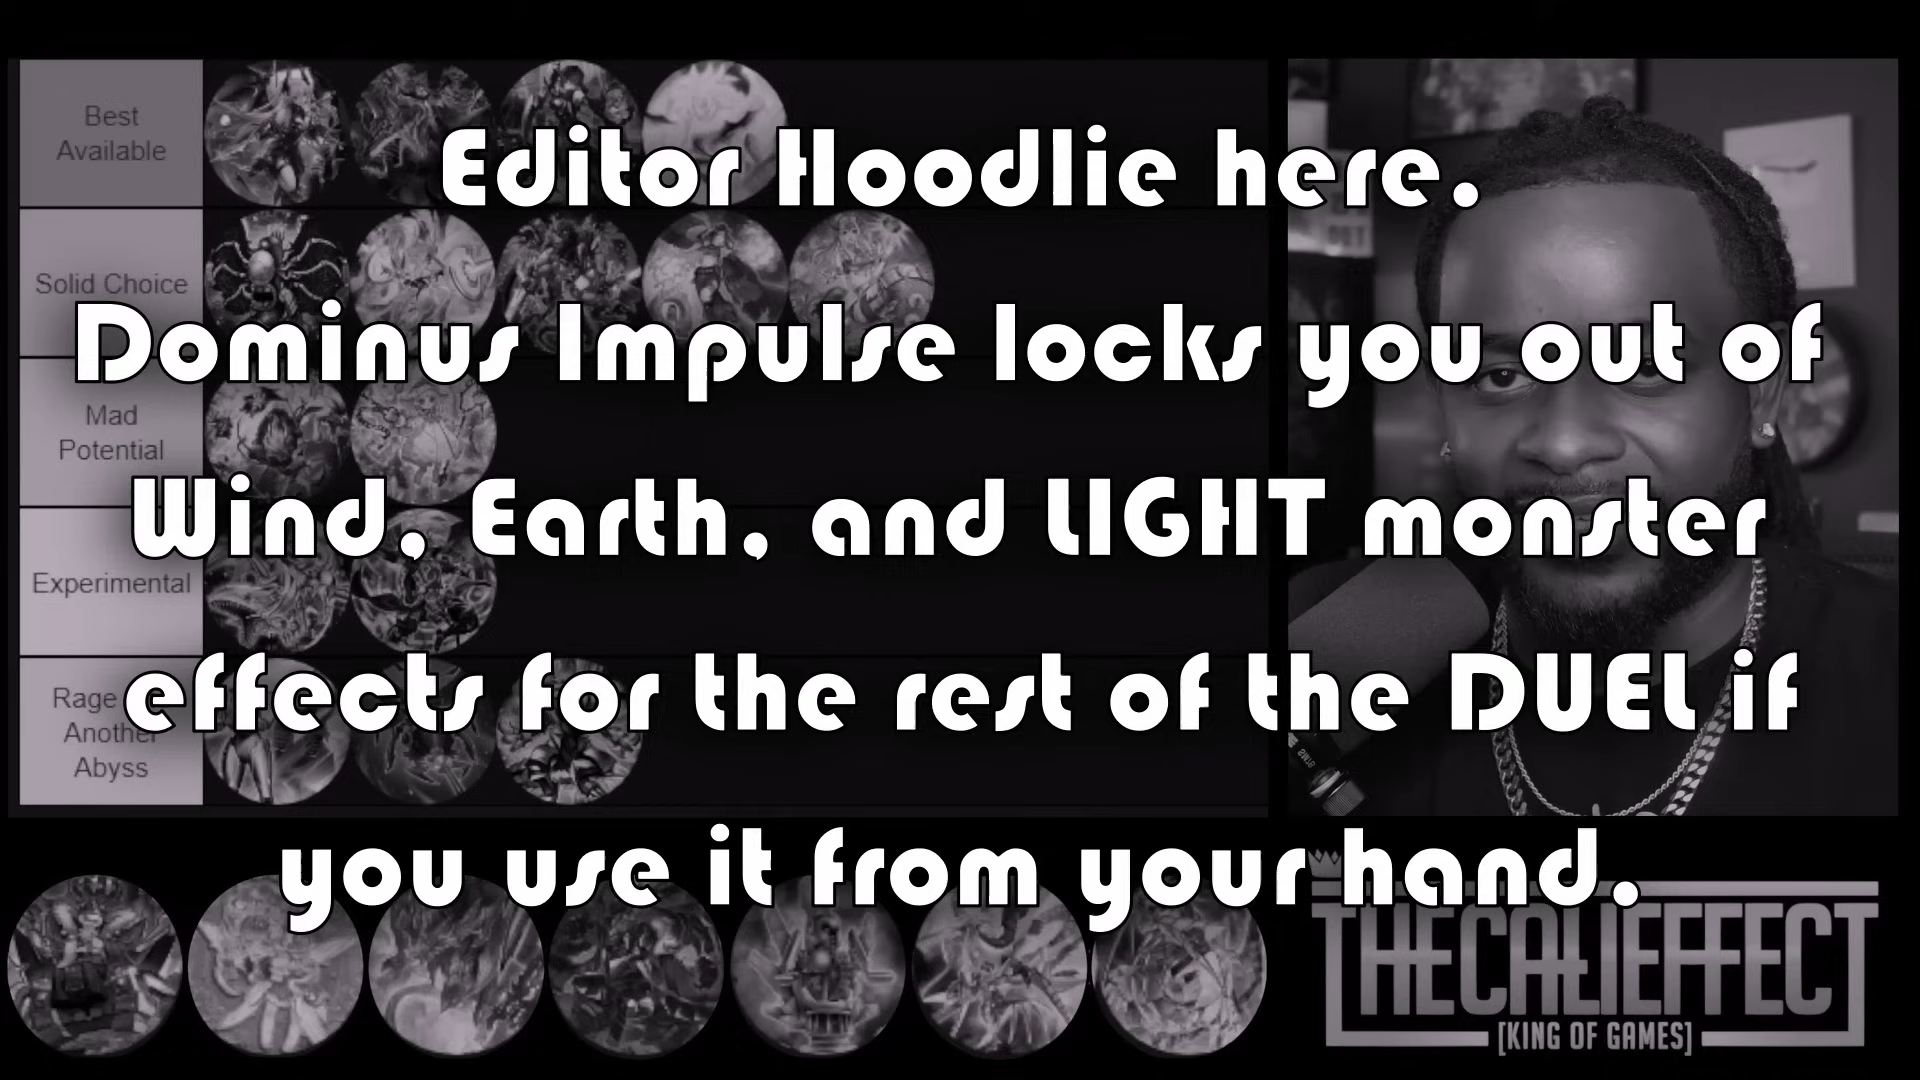 Editor Hoodlie here.
Dominus Impulse locks you out of
Wind, Earth, and LIGHT monster
effects for the rest of the DUEL if
you use it from your hand.
Best
Available
Solid Choice
Mad
Potential
Experimental
Rage
Another
Abyss
THECALIEFFECT
[KING OF GAMES]